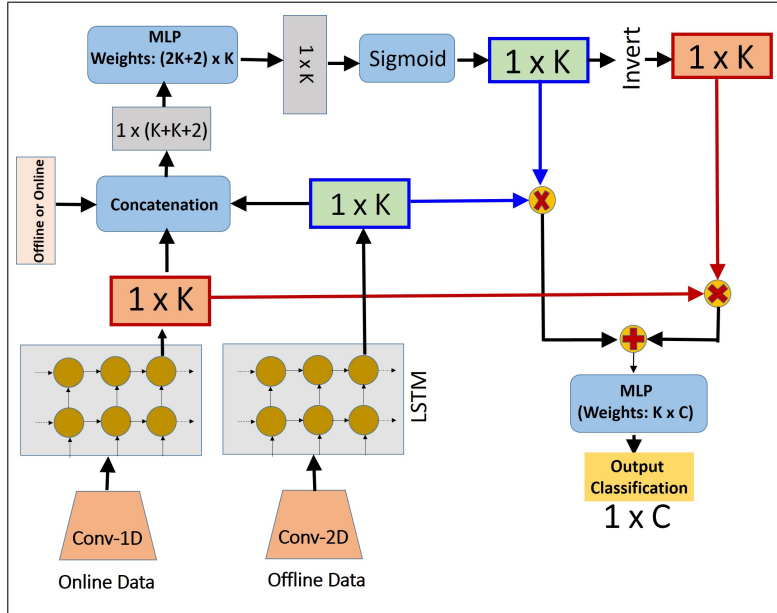 MLP
Weights: (2K+2) x K
1 x K
Sigmoid
1 x K
Invert
1 x K
1 x (K+K+2)
Offline or Online
Concatenation
1 x K
1 x K
LSTM
MLP
(Weights: K x C)
Output
Classification
1 x C
Conv-1D
Conv-2D
Online Data
Offline Data